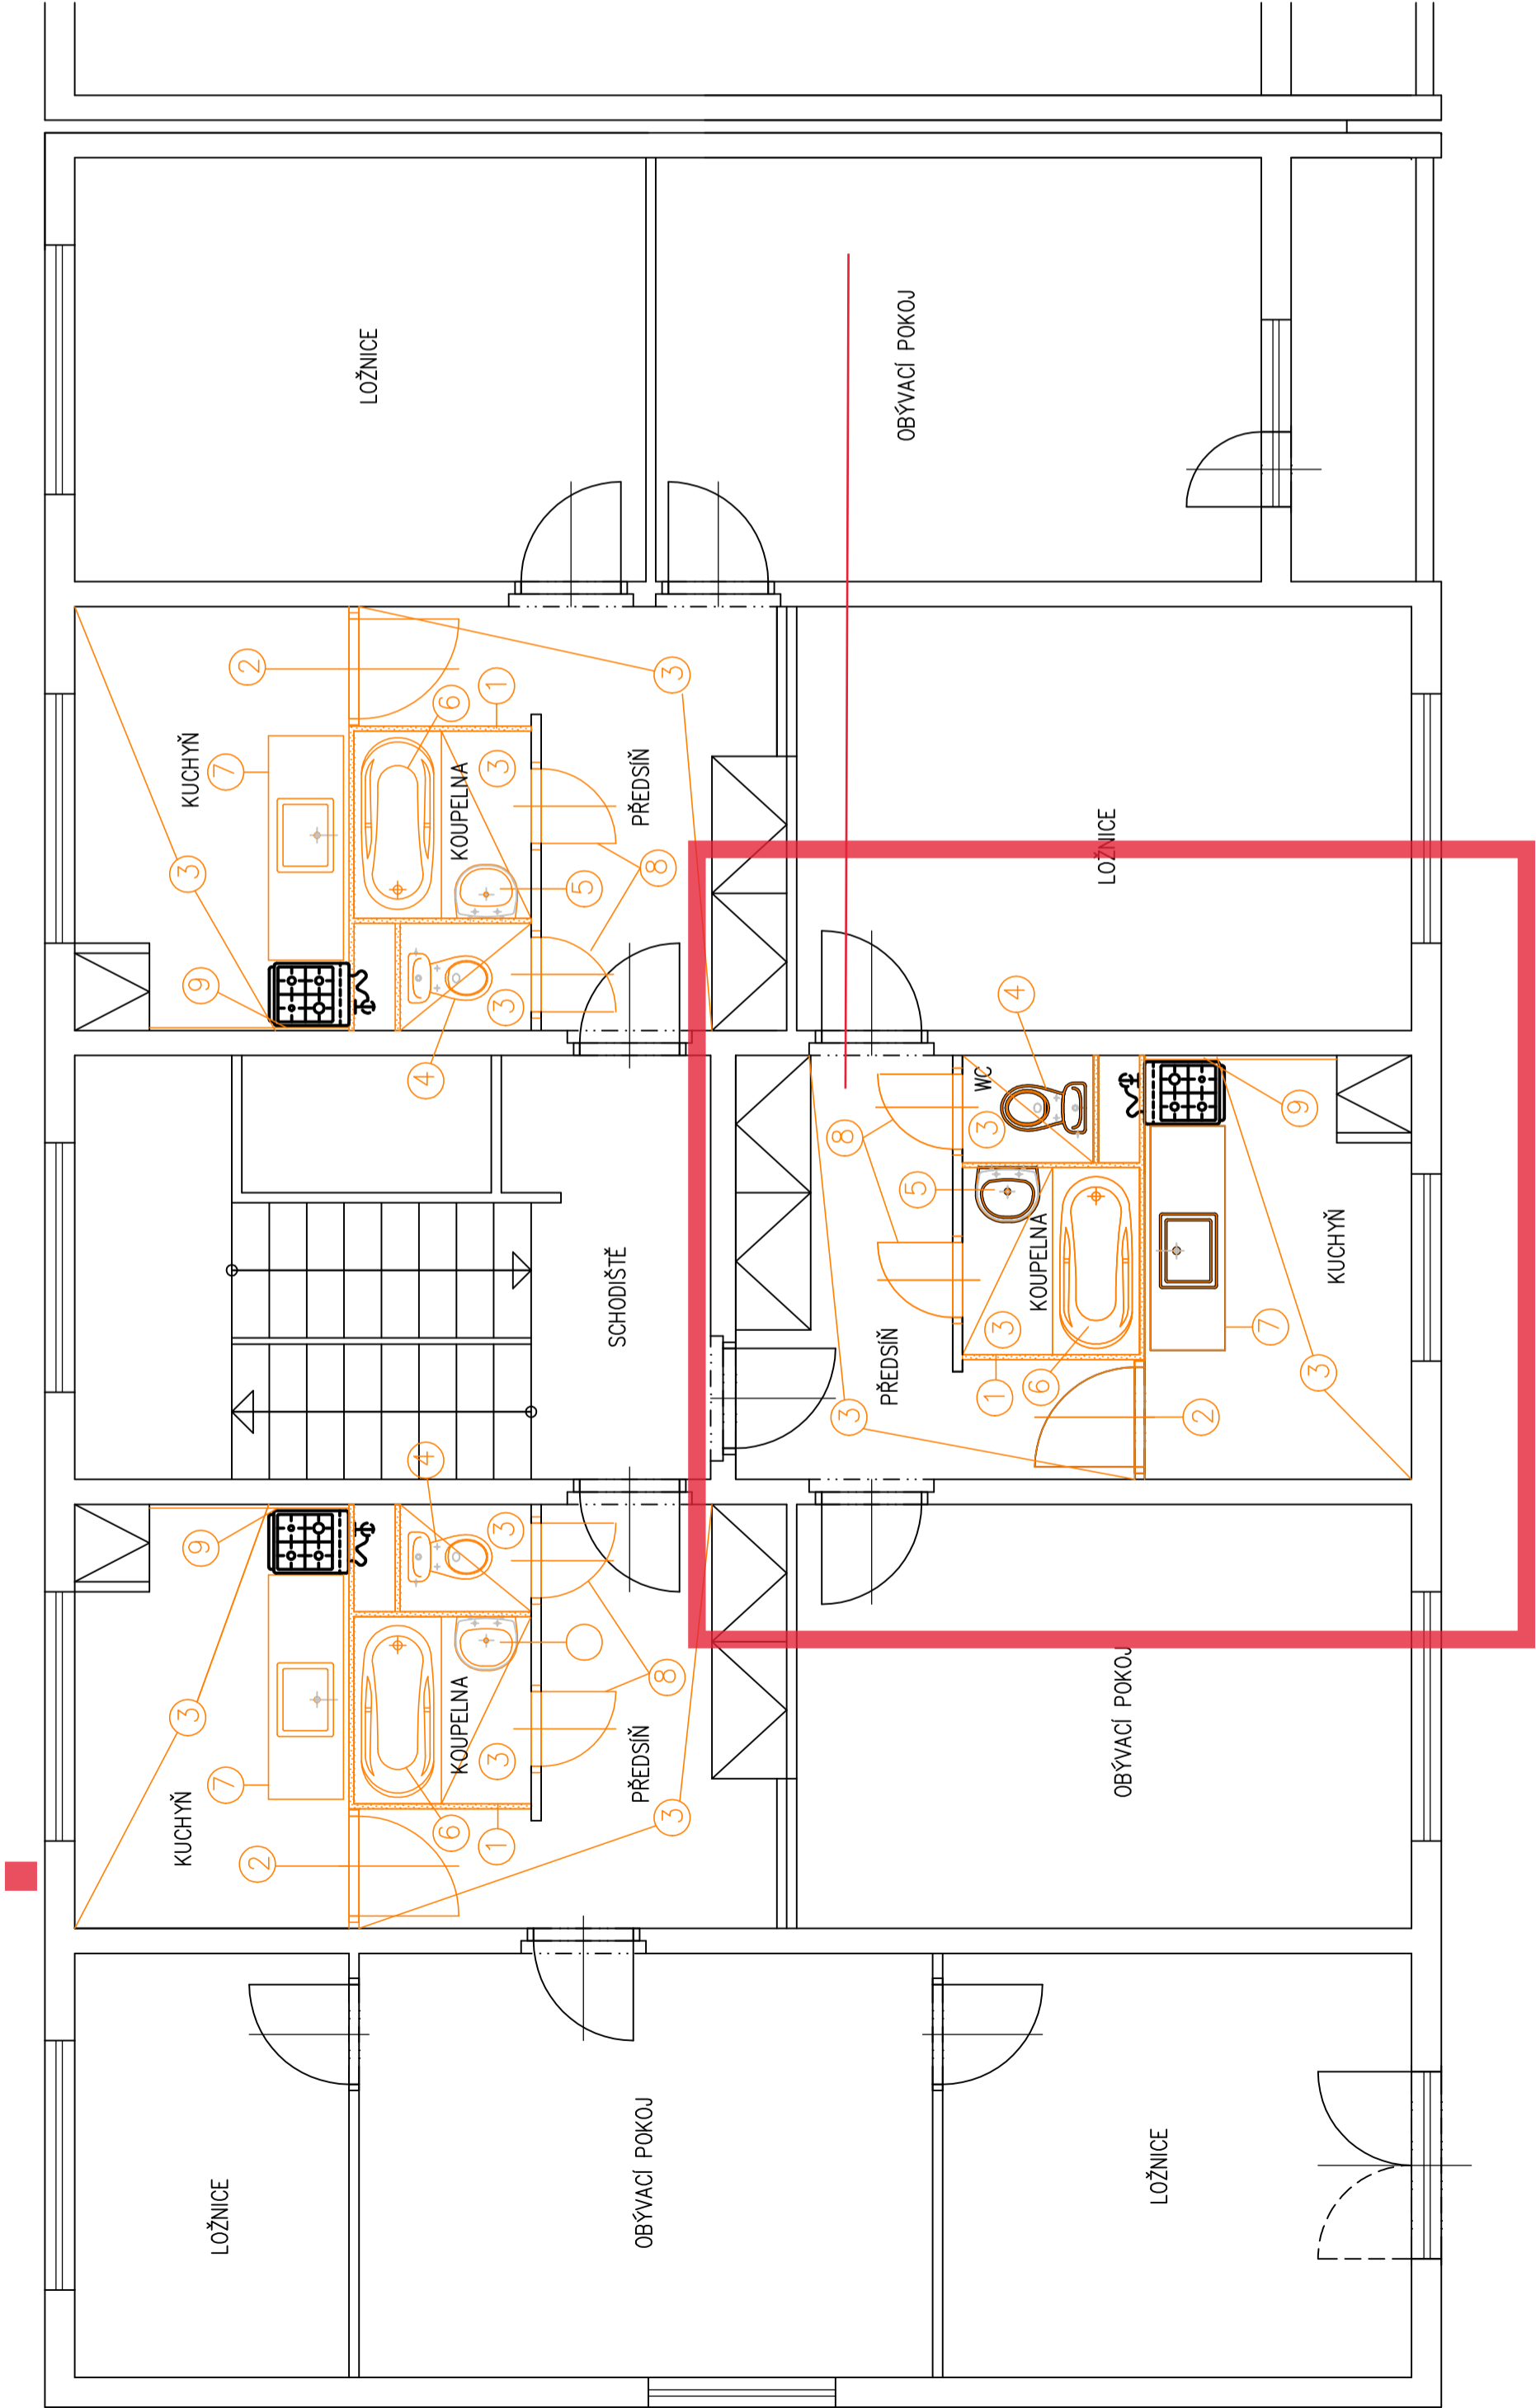 LOŽNICE
KUCHYŇ
3
9
9
3
KUCHYŇ
7
7
2
2
LOŽNICE
4
4
6
6
KOUPELNA
KOUPELNA
1
3
3
3
3
1
5
OBÝVACÍ POKOJ
PŘEDSÍŇ
SCHODIŠTĚ
PŘEDSÍŇ
8
8
3
3
3
8
PŘEDSÍŇ
5
OBÝVACÍ POKOJ
WC
1
3
3
4
6
KOUPELNA
LOŽNICE
OBÝVACÍ POKOJ
LOŽNICE
2
7
9
3
KUCHYŇ